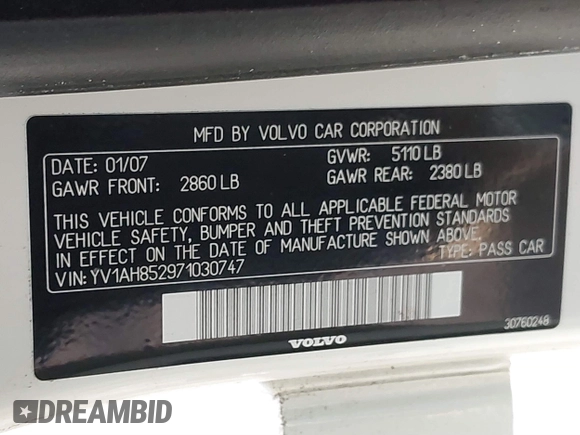 MFD BY VOLVO CAR CORPORATION
DATE: 01/07 GVWR: 5110 LB
GAWR FRONT: 2860 LB GAWR REAR: 2380 LB
THIS VEHICLE CONFORMS TO ALL APPLICABLE FEDERAL MOTOR
VEHICLE SAFETY, BUMPER AND THEFT PREVENTION STANDARDS
IN EFFECT ON THE DATE OF MANUFACTURE SHOWN ABOVE.
VIN: YV1AH852971030747 TYPE: PASS CAR
30760248
VOLVO
DREAMBID